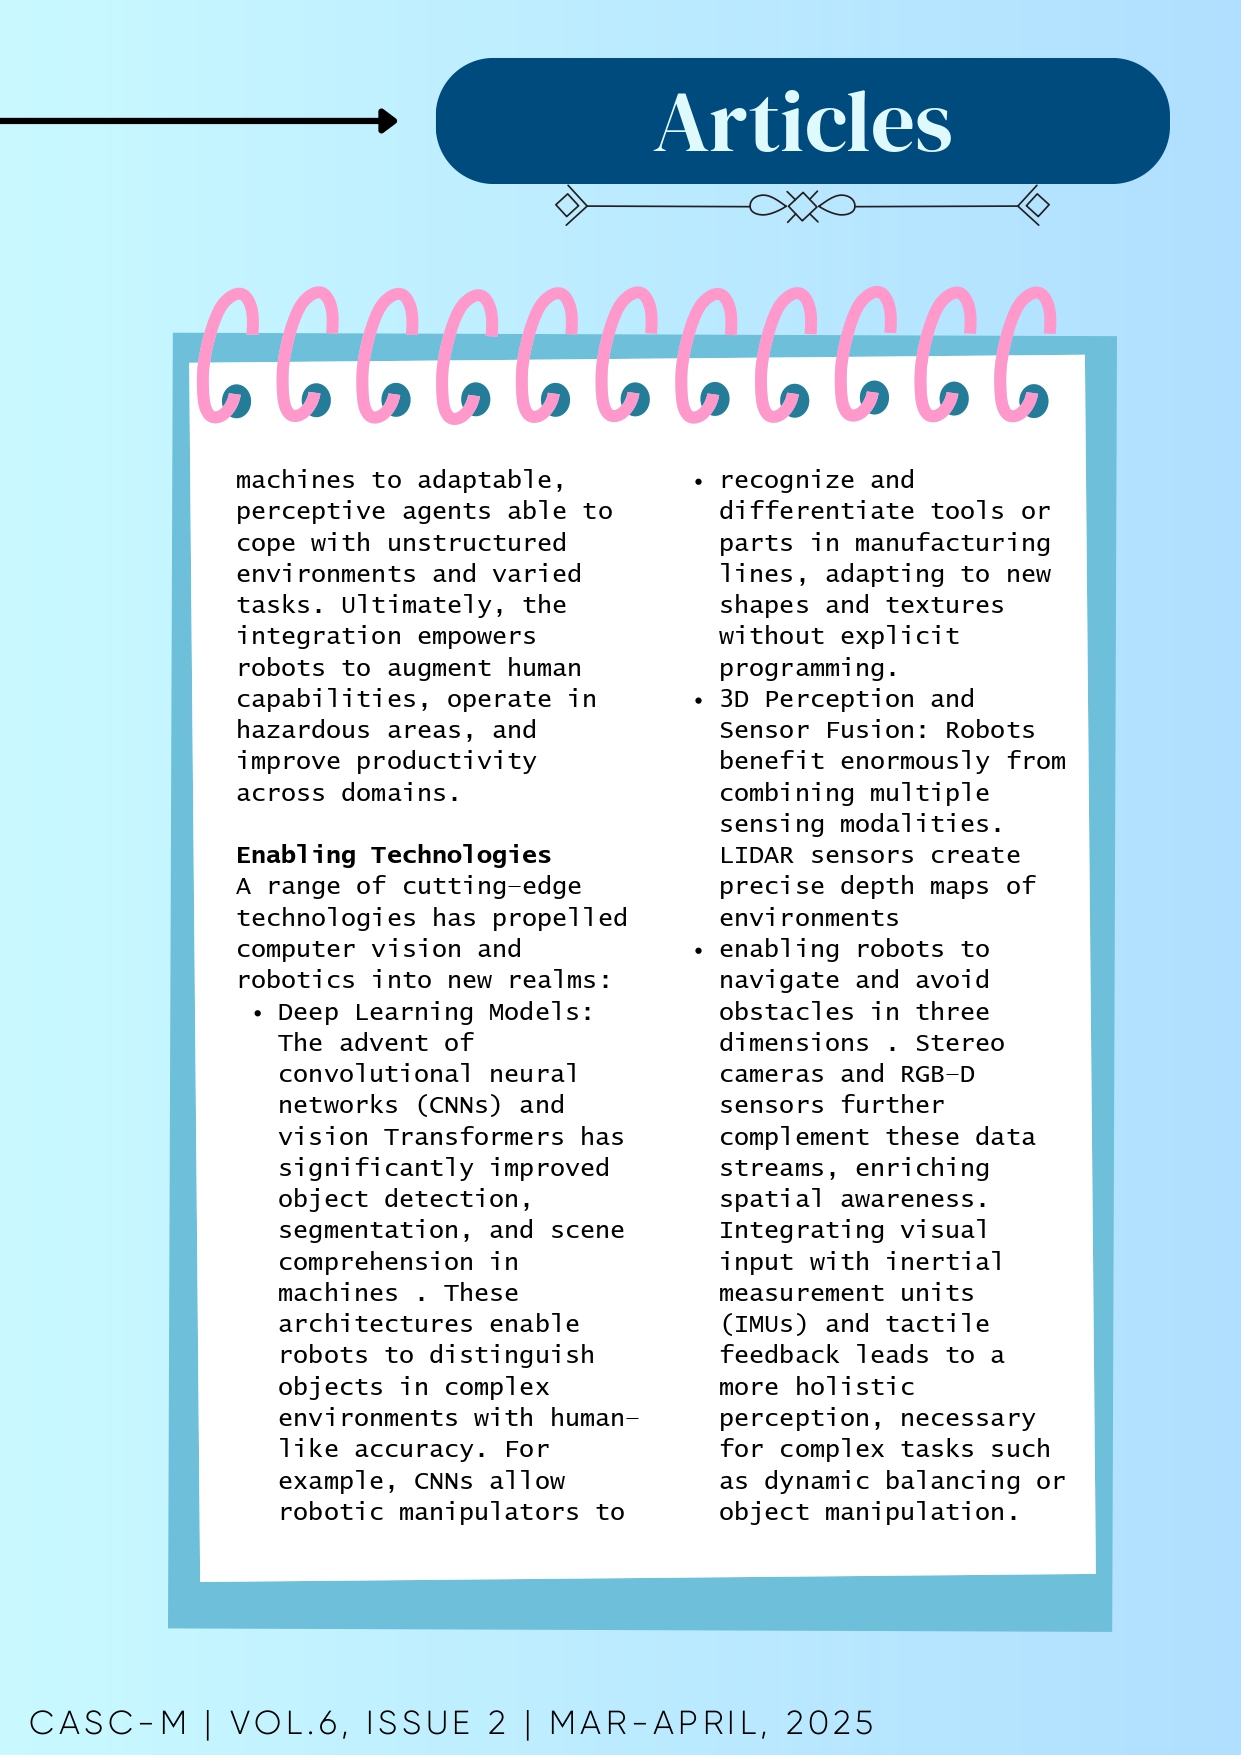 Articles
machines to adaptable,
perceptive agents able to
cope with unstructured
environments and varied
tasks. Ultimately, the
integration empowers
robots to augment human
capabilities, operate in
hazardous areas, and
improve productivity
across domains.
Enabling Technologies
A range of cutting-edge
technologies has propelled
computer vision and
robotics into new realms:
• Deep Learning Models:
The advent of
convolutional neural
networks (CNNs) and
vision Transformers has
significantly improved
object detection,
segmentation, and scene
comprehension in
machines . These
architectures enable
robots to distinguish
objects in complex
environments with human-
like accuracy. For
example, CNNs allow
robotic manipulators to
• recognize and
differentiate tools or
parts in manufacturing
lines, adapting to new
shapes and textures
without explicit
programming.
• 3D Perception and
Sensor Fusion: Robots
benefit enormously from
combining multiple
sensing modalities.
LIDAR sensors create
precise depth maps of
environments
• enabling robots to
navigate and avoid
obstacles in three
dimensions . Stereo
cameras and RGB-D
sensors further
complement these data
streams, enriching
spatial awareness.
Integrating visual
input with inertial
measurement units
(IMUs) and tactile
feedback leads to a
more holistic
perception, necessary
for complex tasks such
as dynamic balancing or
object manipulation.
CASC-M | VOL.6, ISSUE 2 | MAR-APRIL, 2025